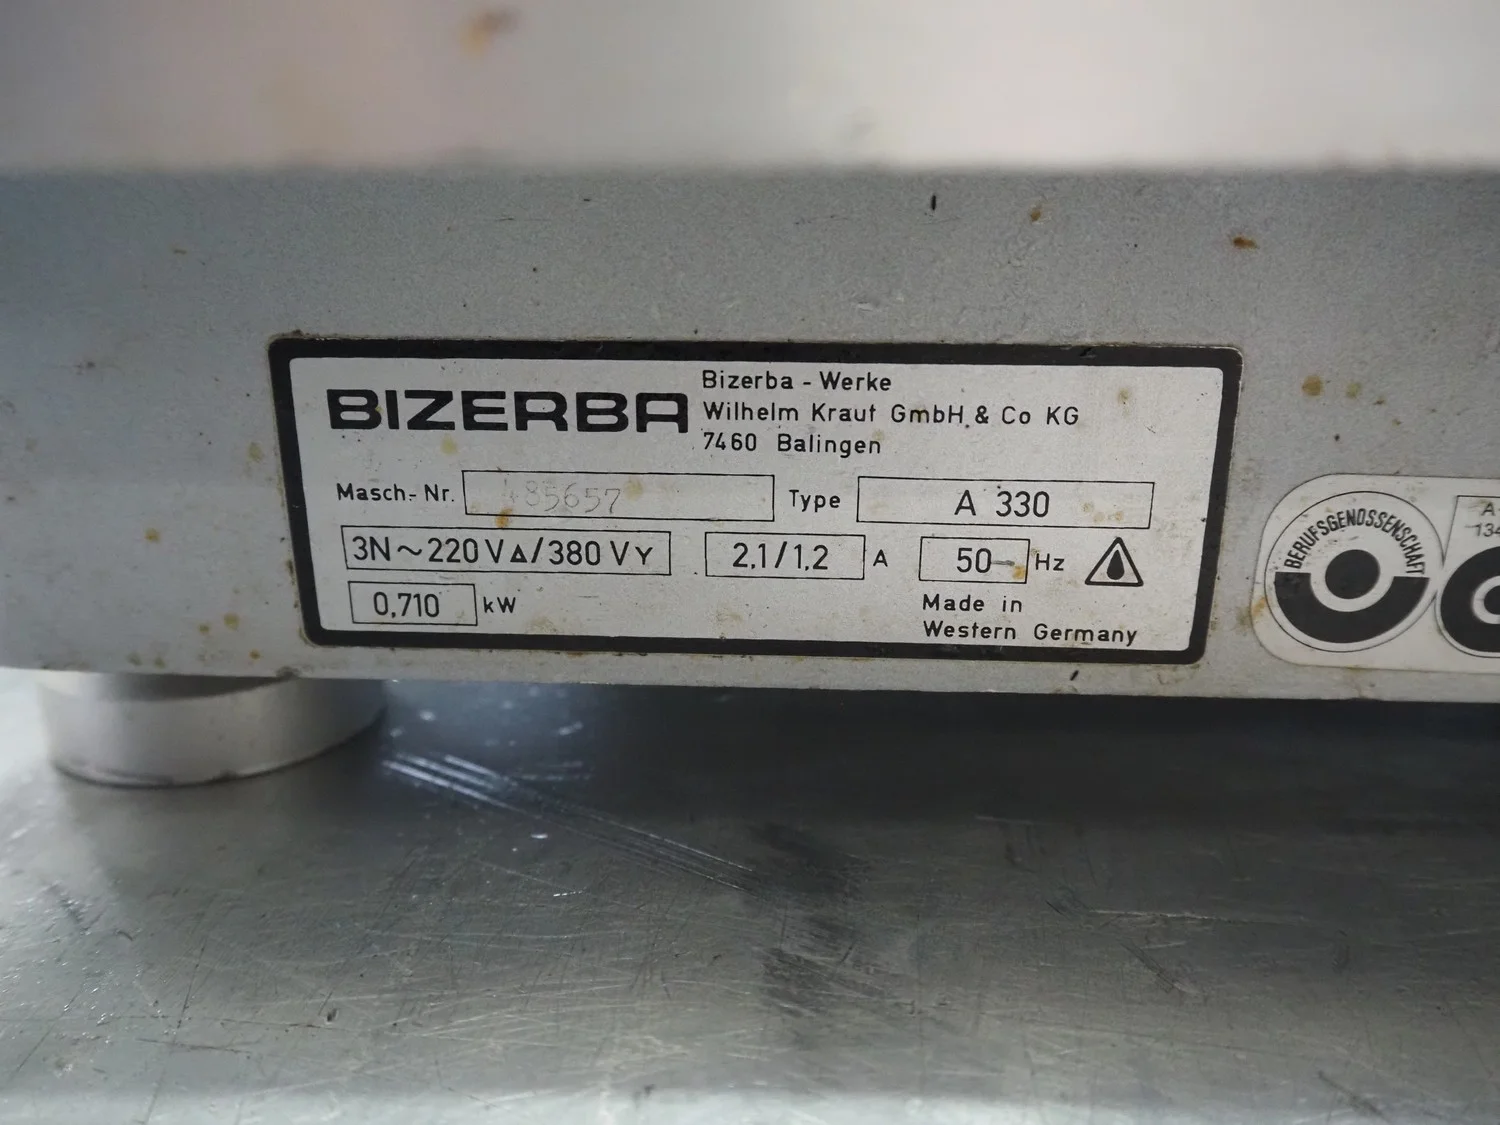 BIZERBA
Bizerba - Werke
Wilhelm Kraut GmbH. & Co KG
7460 Balingen
Masch.- Nr. 485657 Type A 330
3N~220 V△/380 VY 2,1/1,2 A 50 Hz
0,710 kW
Made in
Western Germany
BERUFSGENOSSENSCHAFT